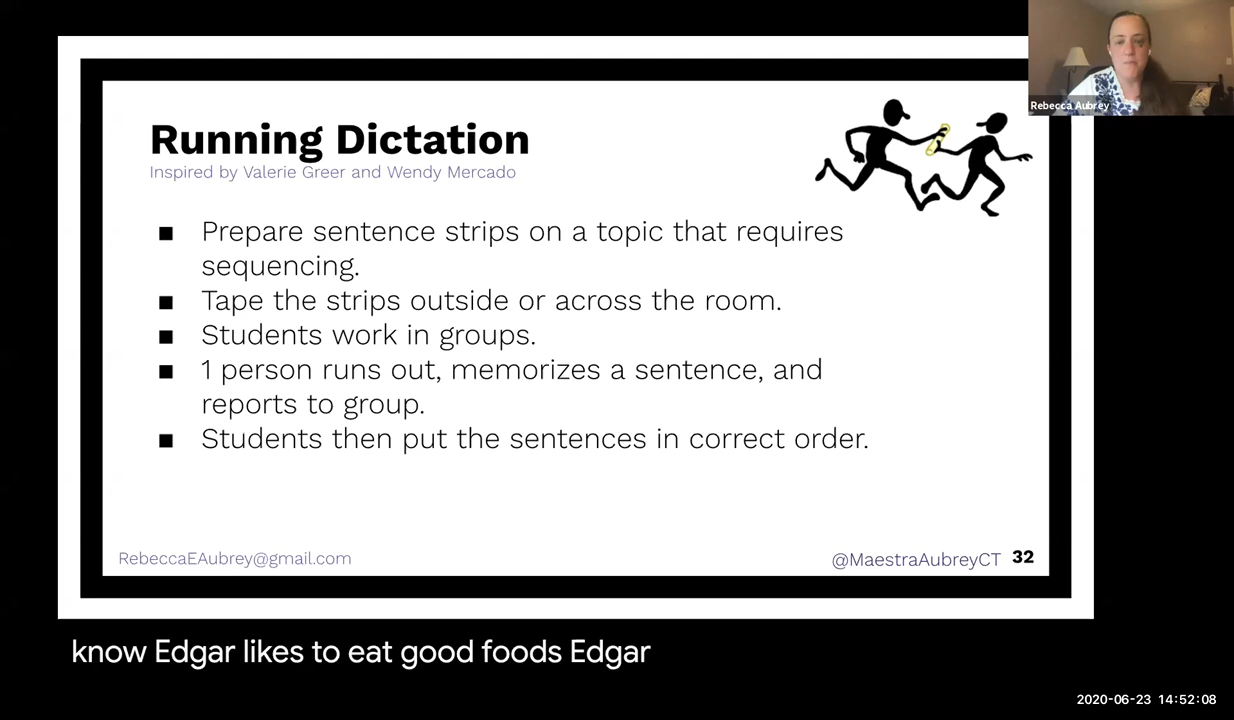 Rebecca Aubrey
Running Dictation
Inspired by Valerie Greer and Wendy Mercado
■ Prepare sentence strips on a topic that requires
sequencing.
■ Tape the strips outside or across the room.
■ Students work in groups.
■ 1 person runs out, memorizes a sentence, and
reports to group.
■ Students then put the sentences in correct order.
RebeccaEAubrey@gmail.com
@MaestraAubreyCT 32
know Edgar likes to eat good foods Edgar
2020-06-23 14:52:08